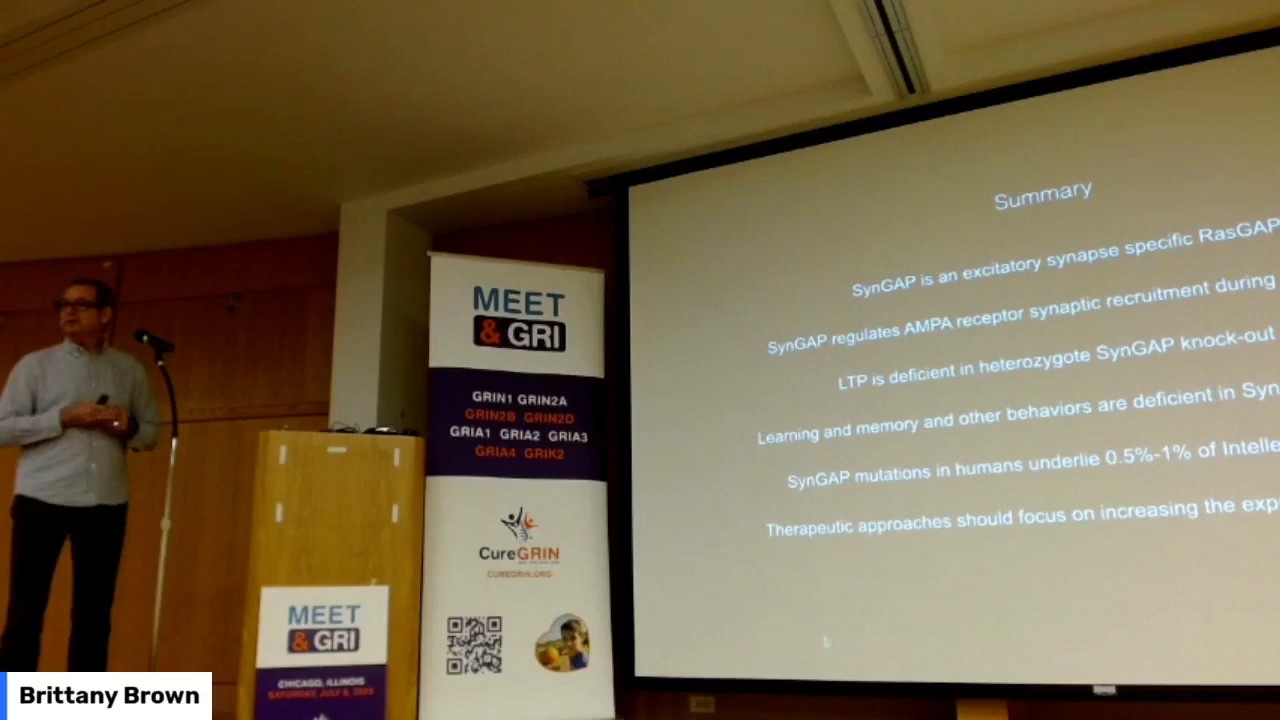 Summary
SynGAP is an excitatory synapse specific RasGAP
SynGAP regulates AMPA receptor synaptic recruitment during
LTP is deficient in heterozygote SynGAP knock-out
Learning and memory and other behaviors are deficient in Syn
SynGAP mutations in humans underlie 0.5%-1% of Intelle
Therapeutic approaches should focus on increasing the exp
MEET
& GRI
GRIN1 GRIN2A
GRIN2B GRIN2D
GRIA1 GRIA2 GRIA3
GRIA4 GRIK2
CureGRIN
CUREGRIN.ORG
MEET
& GRI
CHICAGO, ILLINOIS
SATURDAY, JULY
Brittany Brown